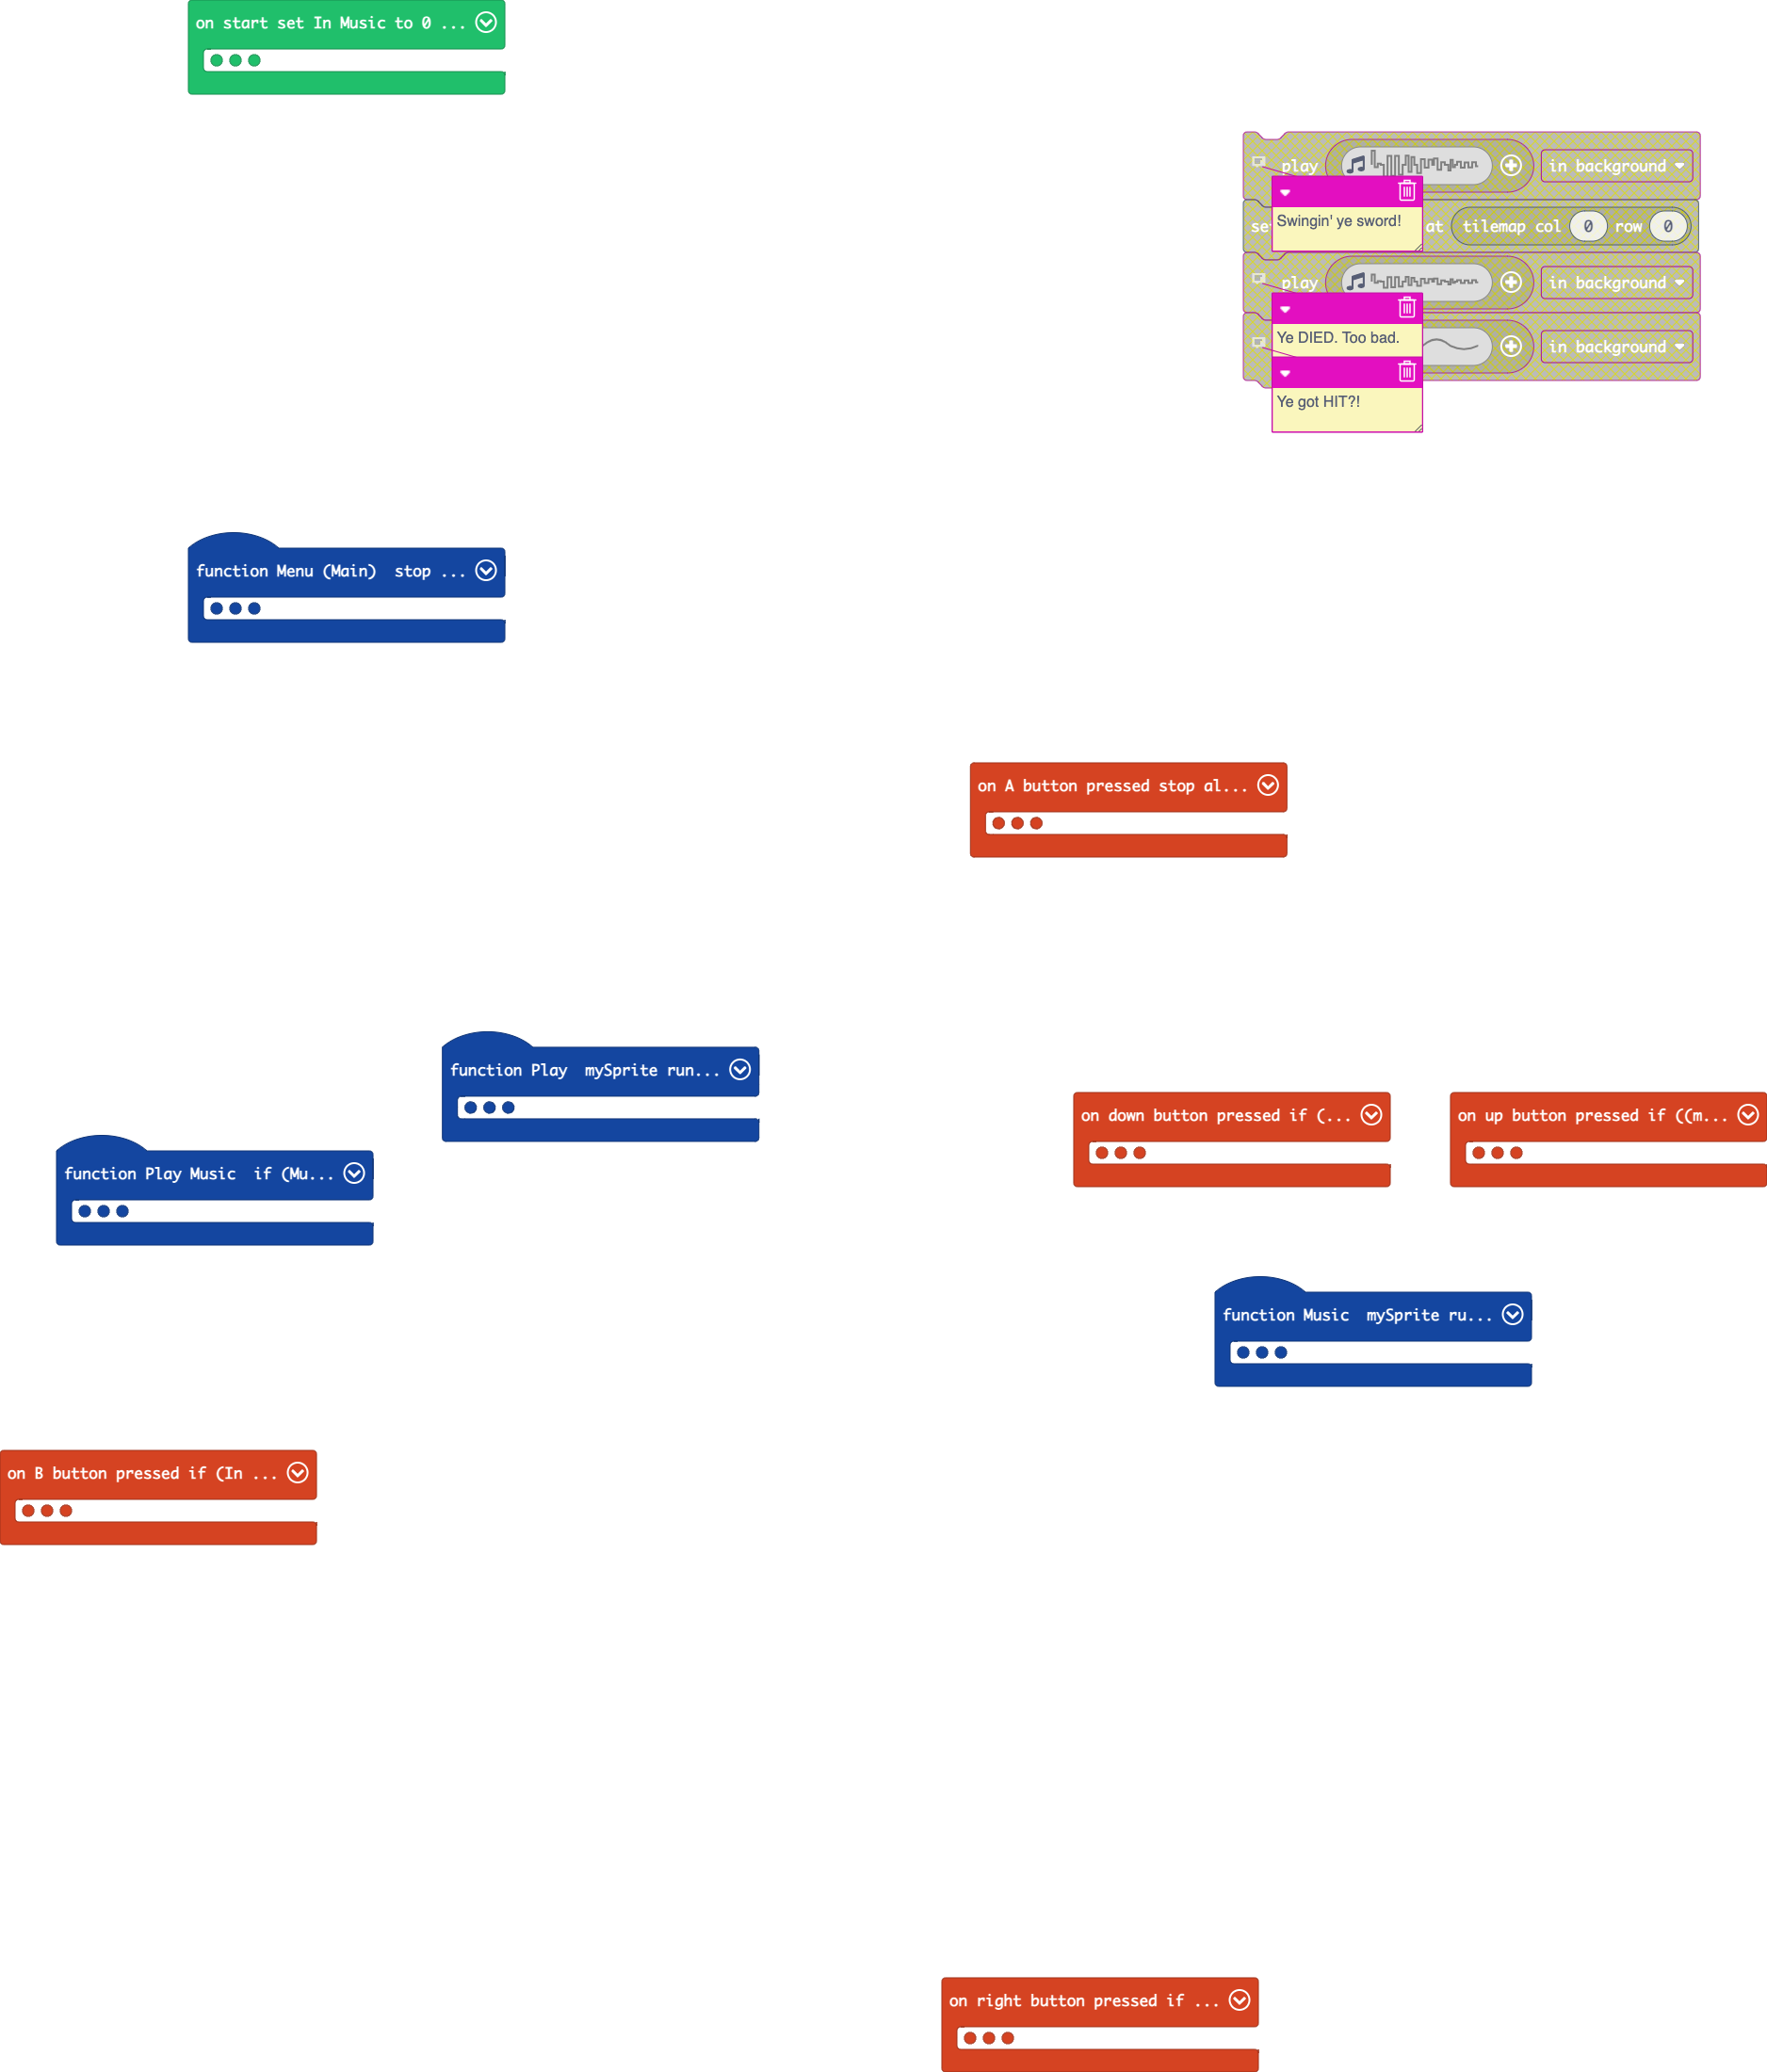 on start set In Music to 0 ...
play in background
Swingin' ye sword!
at tilemap col 0 row 0
play in background
Ye DIED. Too bad.
in background
Ye got HIT?!
function Menu (Main) stop ...
on A button pressed stop al...
function Play mySprite run...
on down button pressed if (...
on up button pressed if ((m...
function Play Music if (Mu...
function Music mySprite ru...
on B button pressed if (In ...
on right button pressed if ...